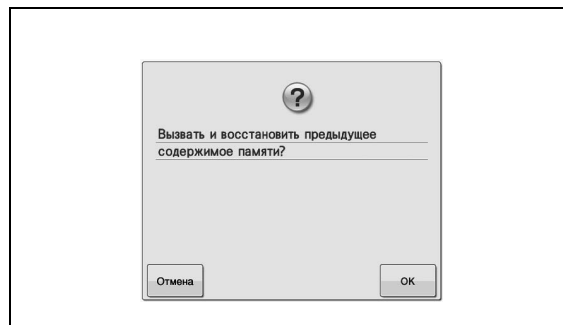 ?
Вызвать и восстановить предыдущее
содержимое памяти?
Отмена
OK